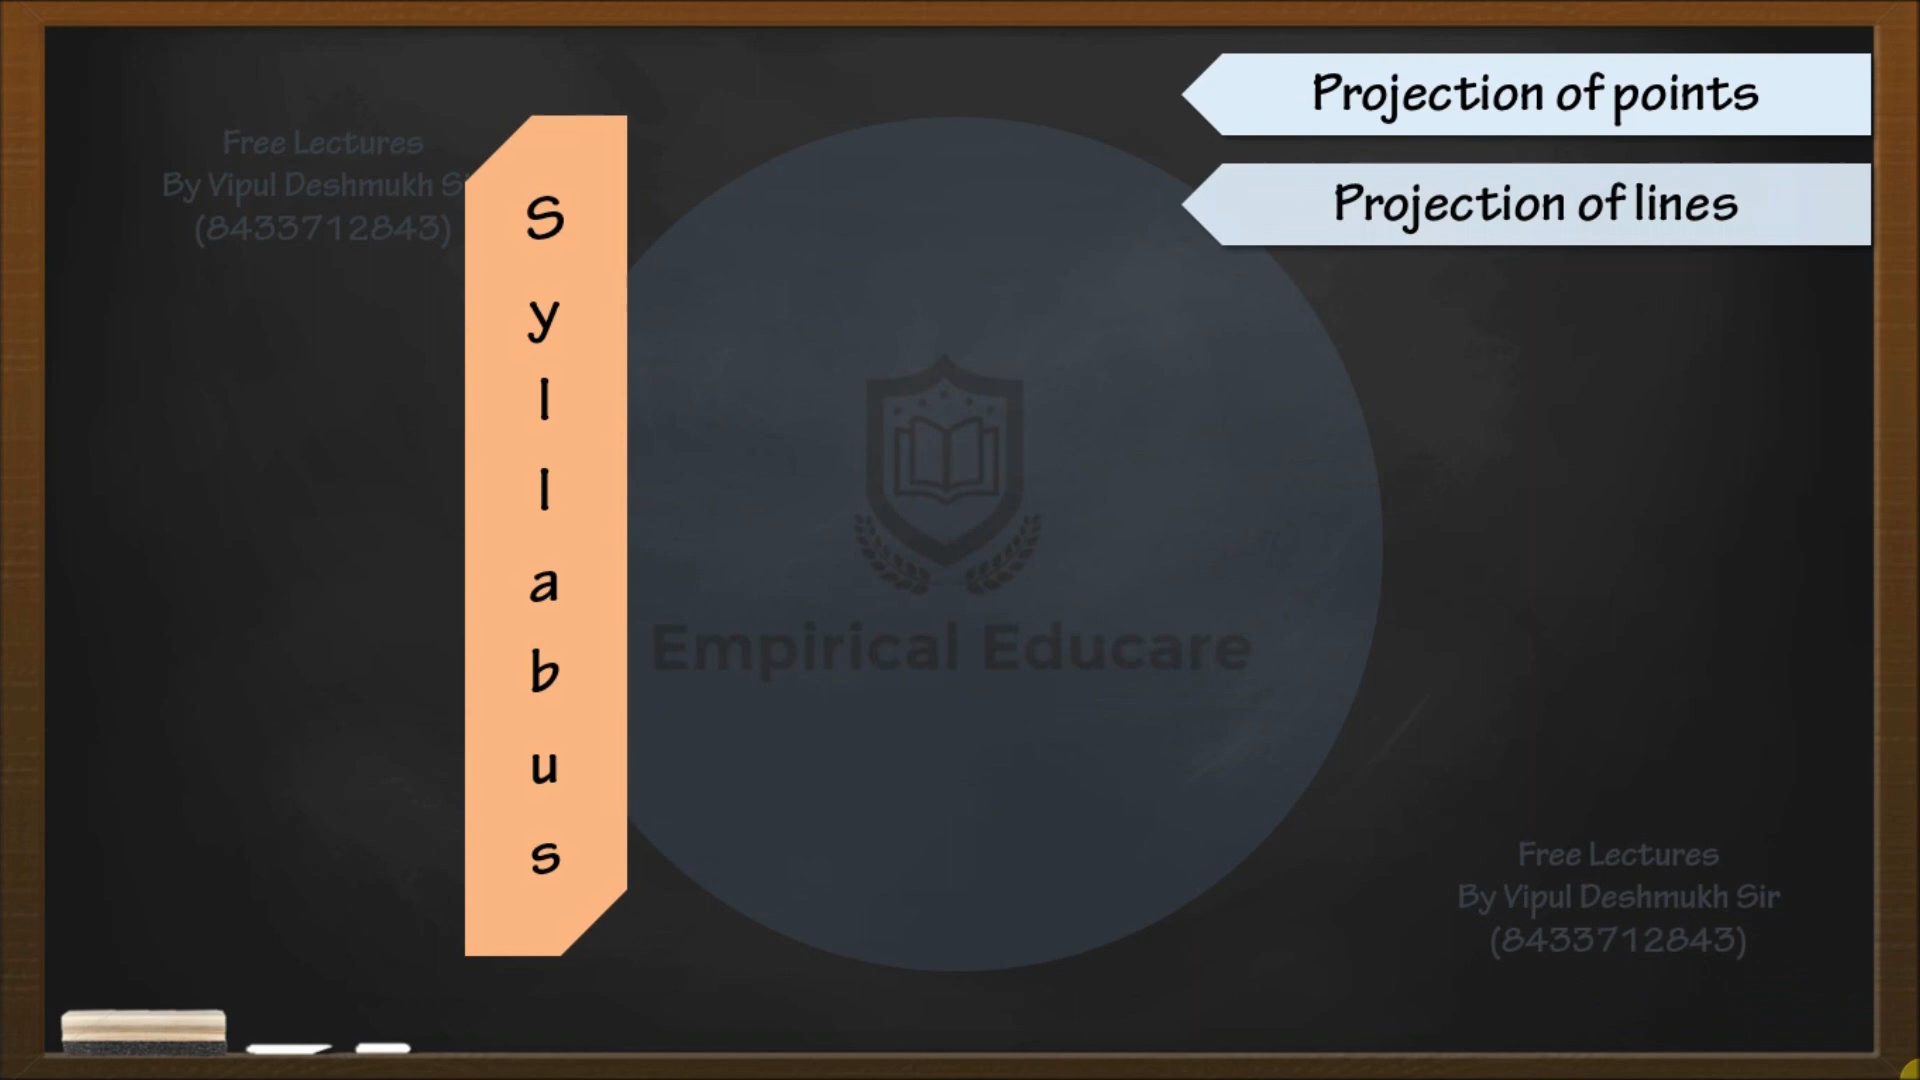 Projection of points
Projection of lines
Free Lectures
By Vipul Deshmukh
(8433712843)
Syllabus
Empirical Educare
Free Lectures
By Vipul Deshmukh Sir
(8433712843)